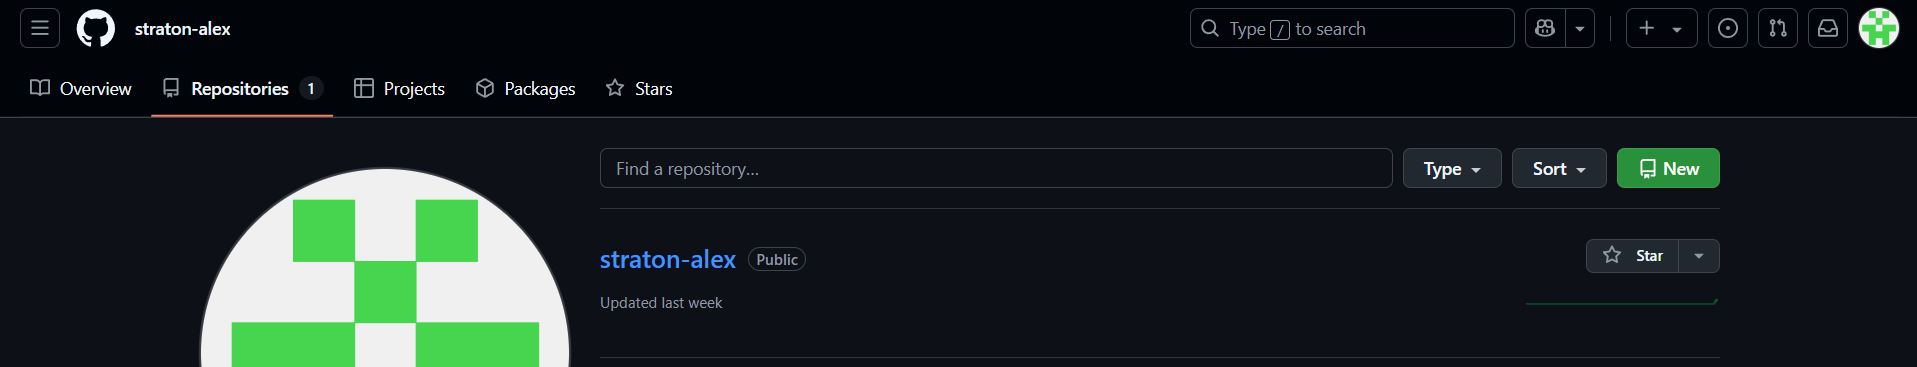 straton-alex
Type / to search
Overview Repositories 1 Projects Packages Stars
Find a repository... Type Sort New
straton-alex Public Star
Updated last week